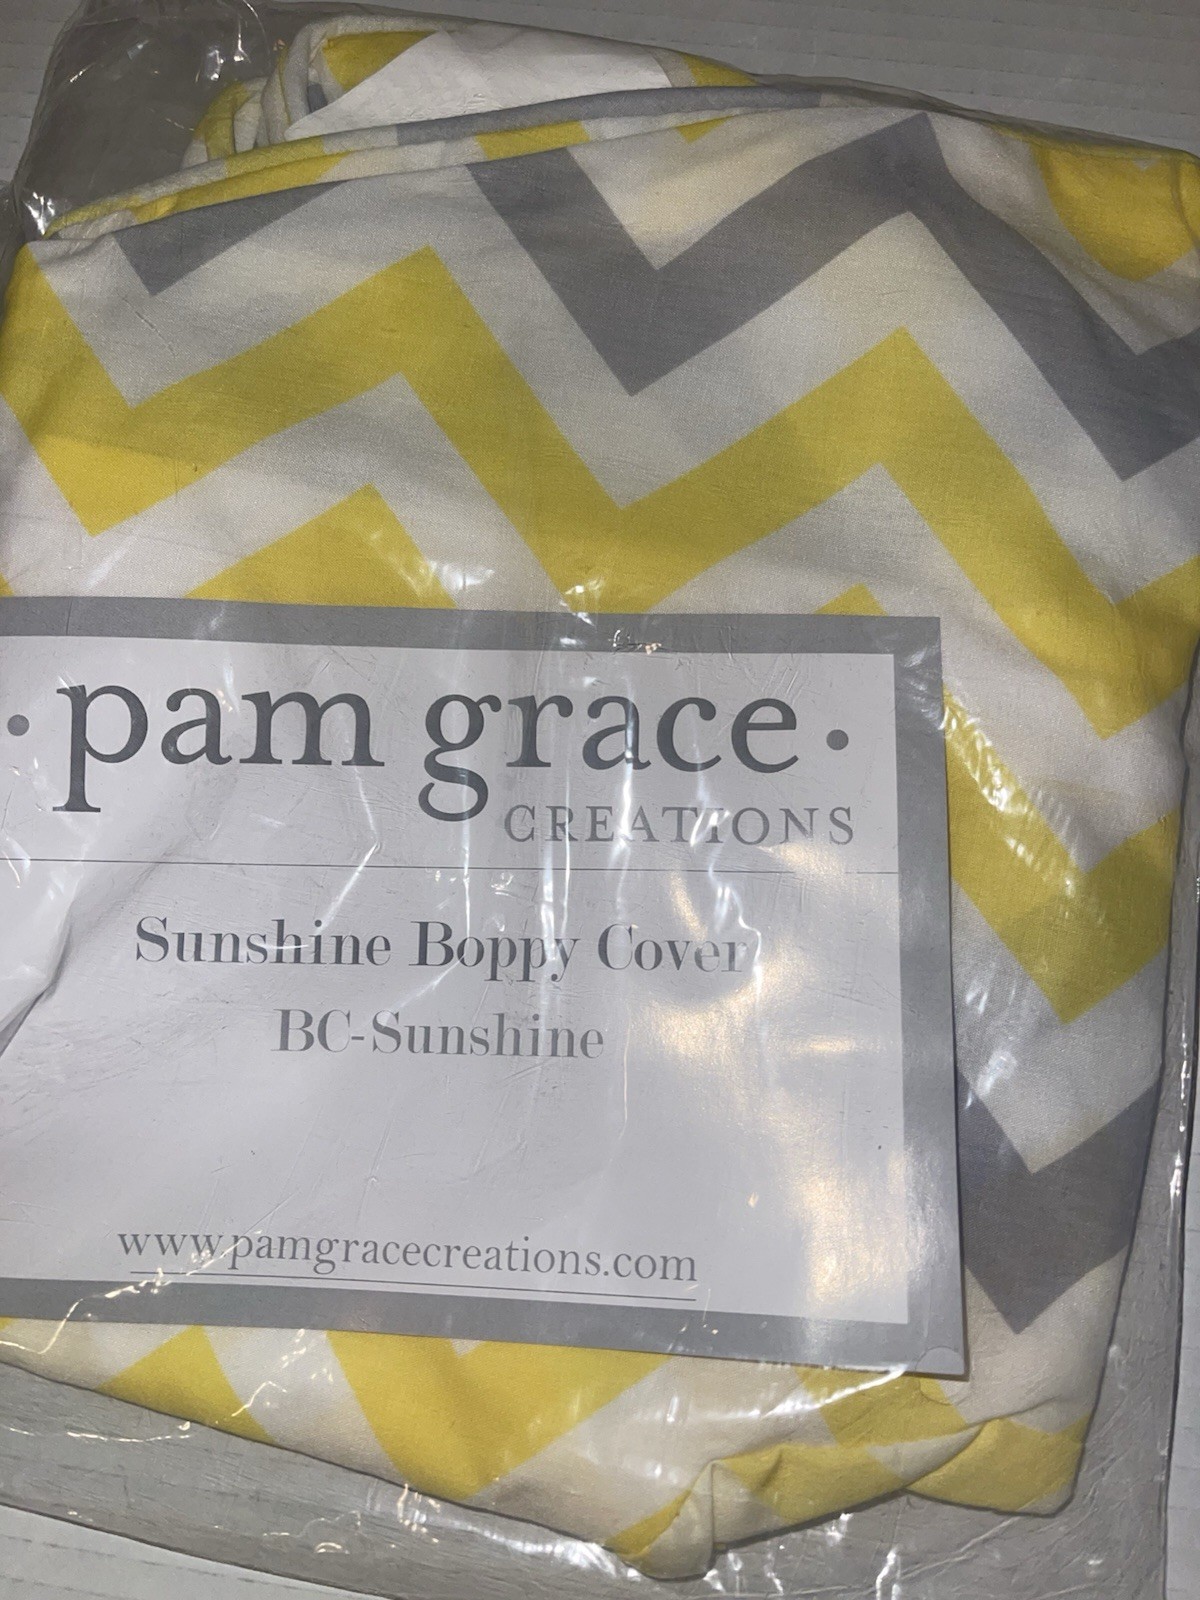 · pam grace ·
CREATIONS
Sunshine Boppy Cover
BC-Sunshine
www.pamgracecreations.com